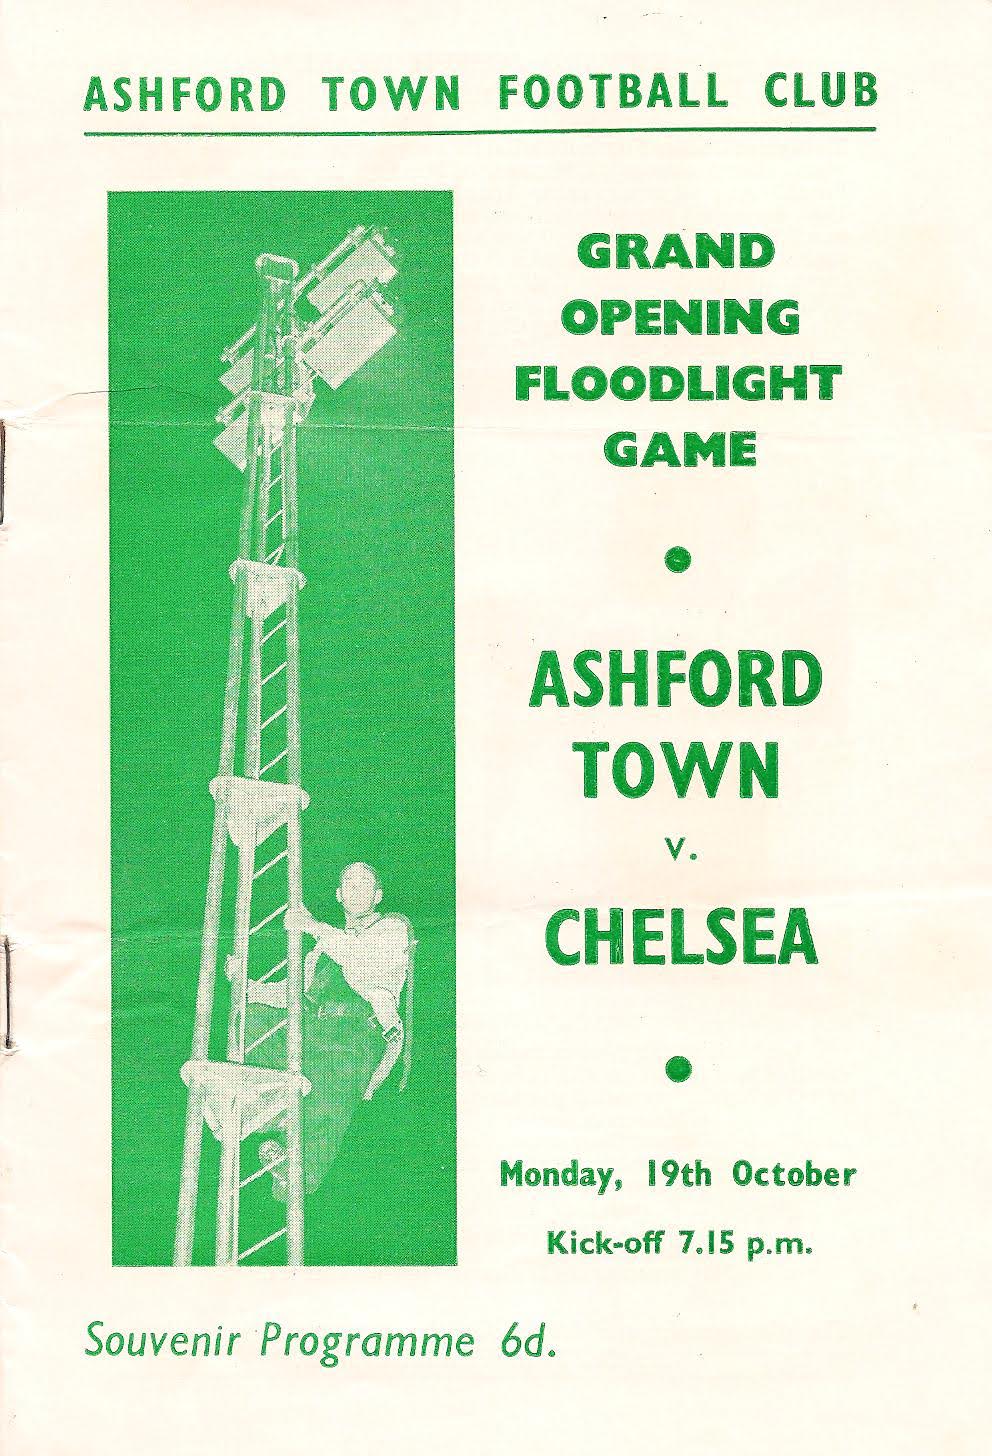 ASHFORD TOWN FOOTBALL CLUB
GRAND
OPENING
FLOODLIGHT
GAME
ASHFORD
TOWN
v.
CHELSEA
Monday, 19th October
Kick-off 7.15 p.m.
Souvenir Programme 6d.